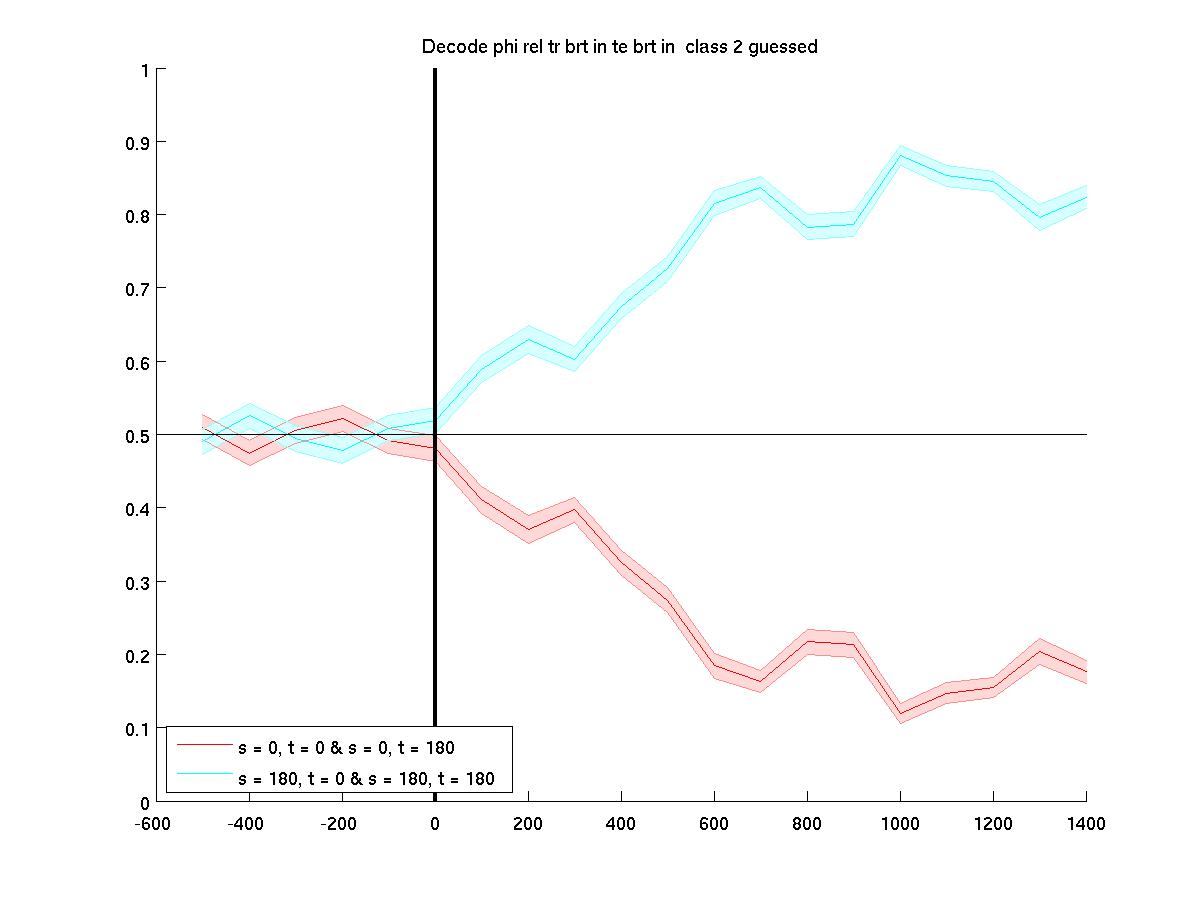 Decode phi rel tr brt in te brt in  class 2 guessed
1
0.9
0.8
0.7
0.6
0.5
0.4
0.3
0.2
0.1
0
s = 0, t = 0 & s = 0, t = 180
s = 180, t = 0 & s = 180, t = 180
-600 -400 -200 0 200 400 600 800 1000 1200 1400